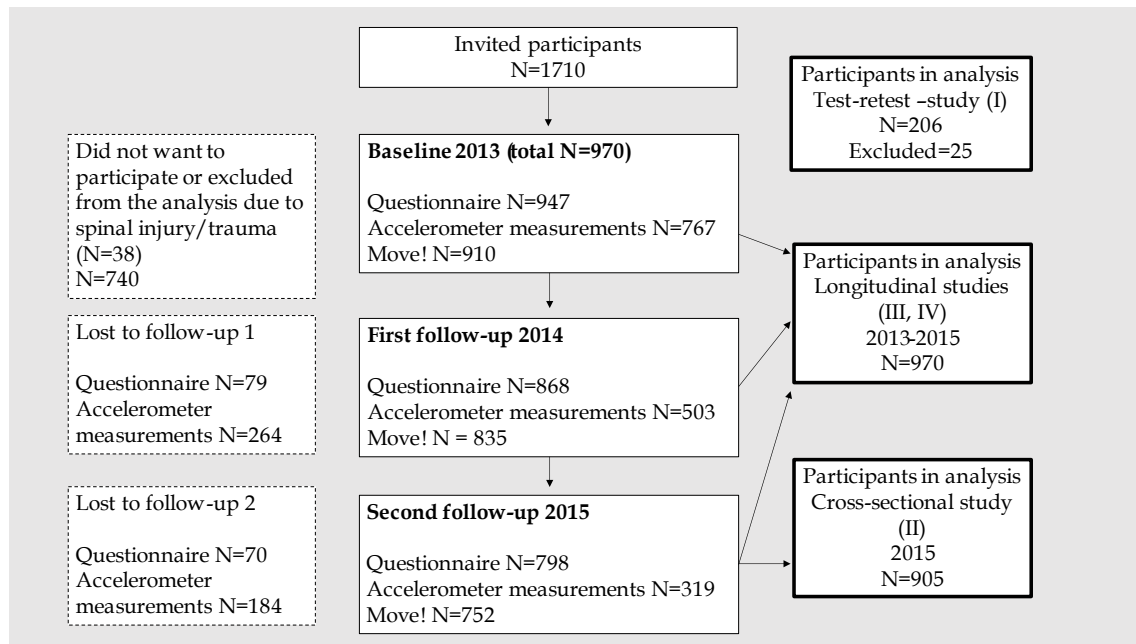 Invited participants
N=1710
Participants in analysis
Test-retest –study (I)
N=206
Excluded=25
Did not want to
participate or excluded
from the analysis due to
spinal injury/trauma
(N=38)
N=740
Baseline 2013 (total N=970)
Questionnaire N=947
Accelerometer measurements N=767
Move! N=910
Participants in analysis
Longitudinal studies
(III, IV)
2013-2015
N=970
Lost to follow-up 1
Questionnaire N=79
Accelerometer
measurements N=264
First follow-up 2014
Questionnaire N=868
Accelerometer measurements N=503
Move! N = 835
Lost to follow-up 2
Questionnaire N=70
Accelerometer
measurements N=184
Second follow-up 2015
Questionnaire N=798
Accelerometer measurements N=319
Move! N=752
Participants in analysis
Cross-sectional study
(II)
2015
N=905